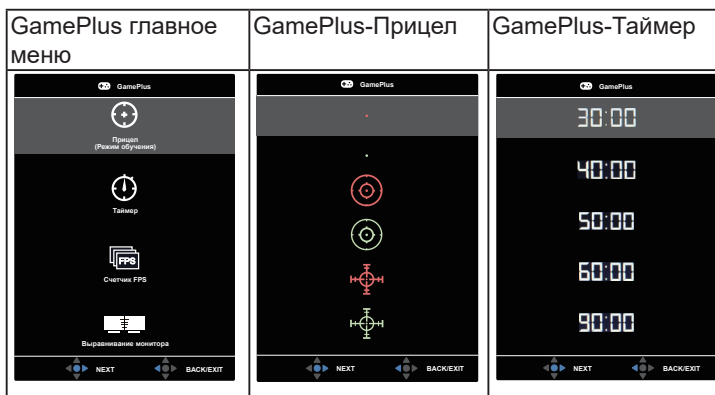 GamePlus главное
меню
GamePlus-Прицел
GamePlus-Таймер
GamePlus
Прицел
(Режим обучения)
Таймер
FPS
Счетчик FPS
Выравнивание монитора
NEXT BACK/EXIT
GamePlus
NEXT BACK/EXIT
GamePlus
30:00
40:00
50:00
60:00
90:00
NEXT BACK/EXIT